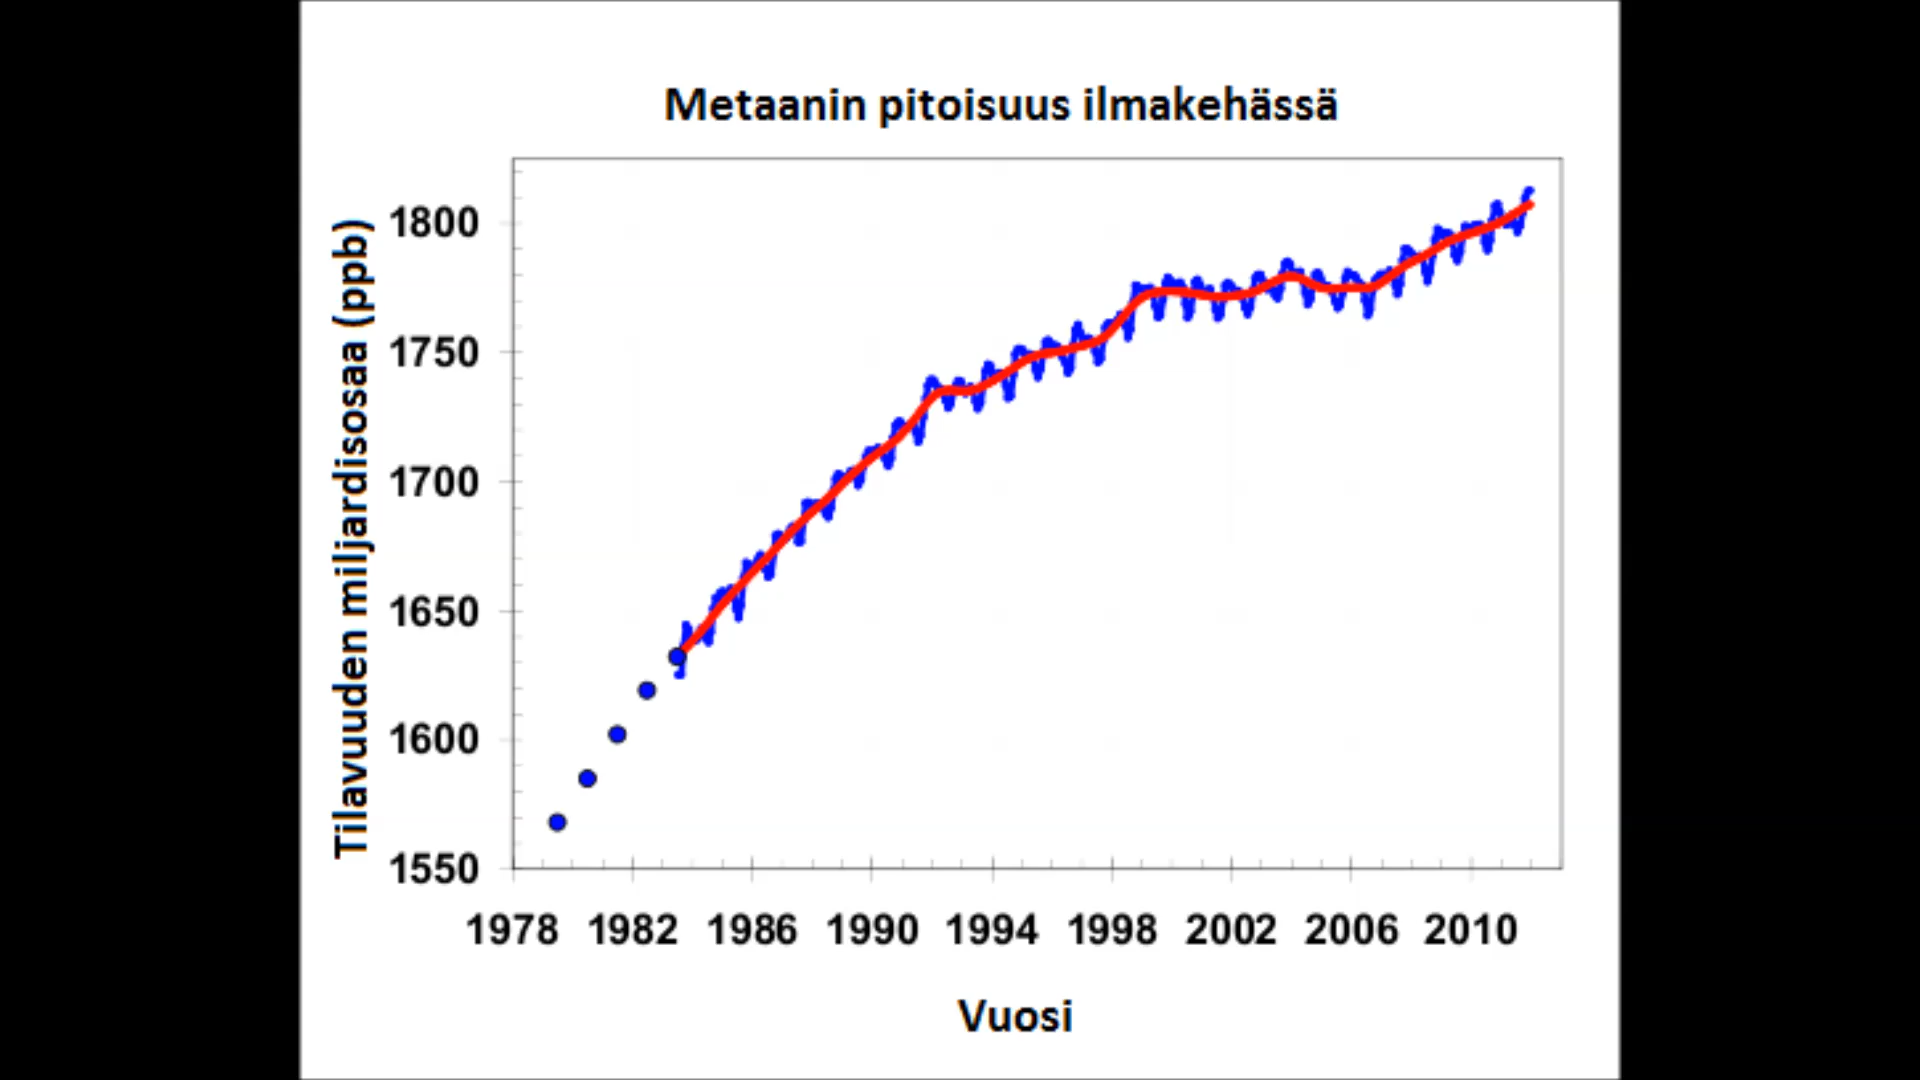 Metaanin pitoisuus ilmakehässä
Tilavuuden miljardisosaa (ppb)
1800
1750
1700
1650
1600
1550
1978 1982 1986 1990 1994 1998 2002 2006 2010
Vuosi